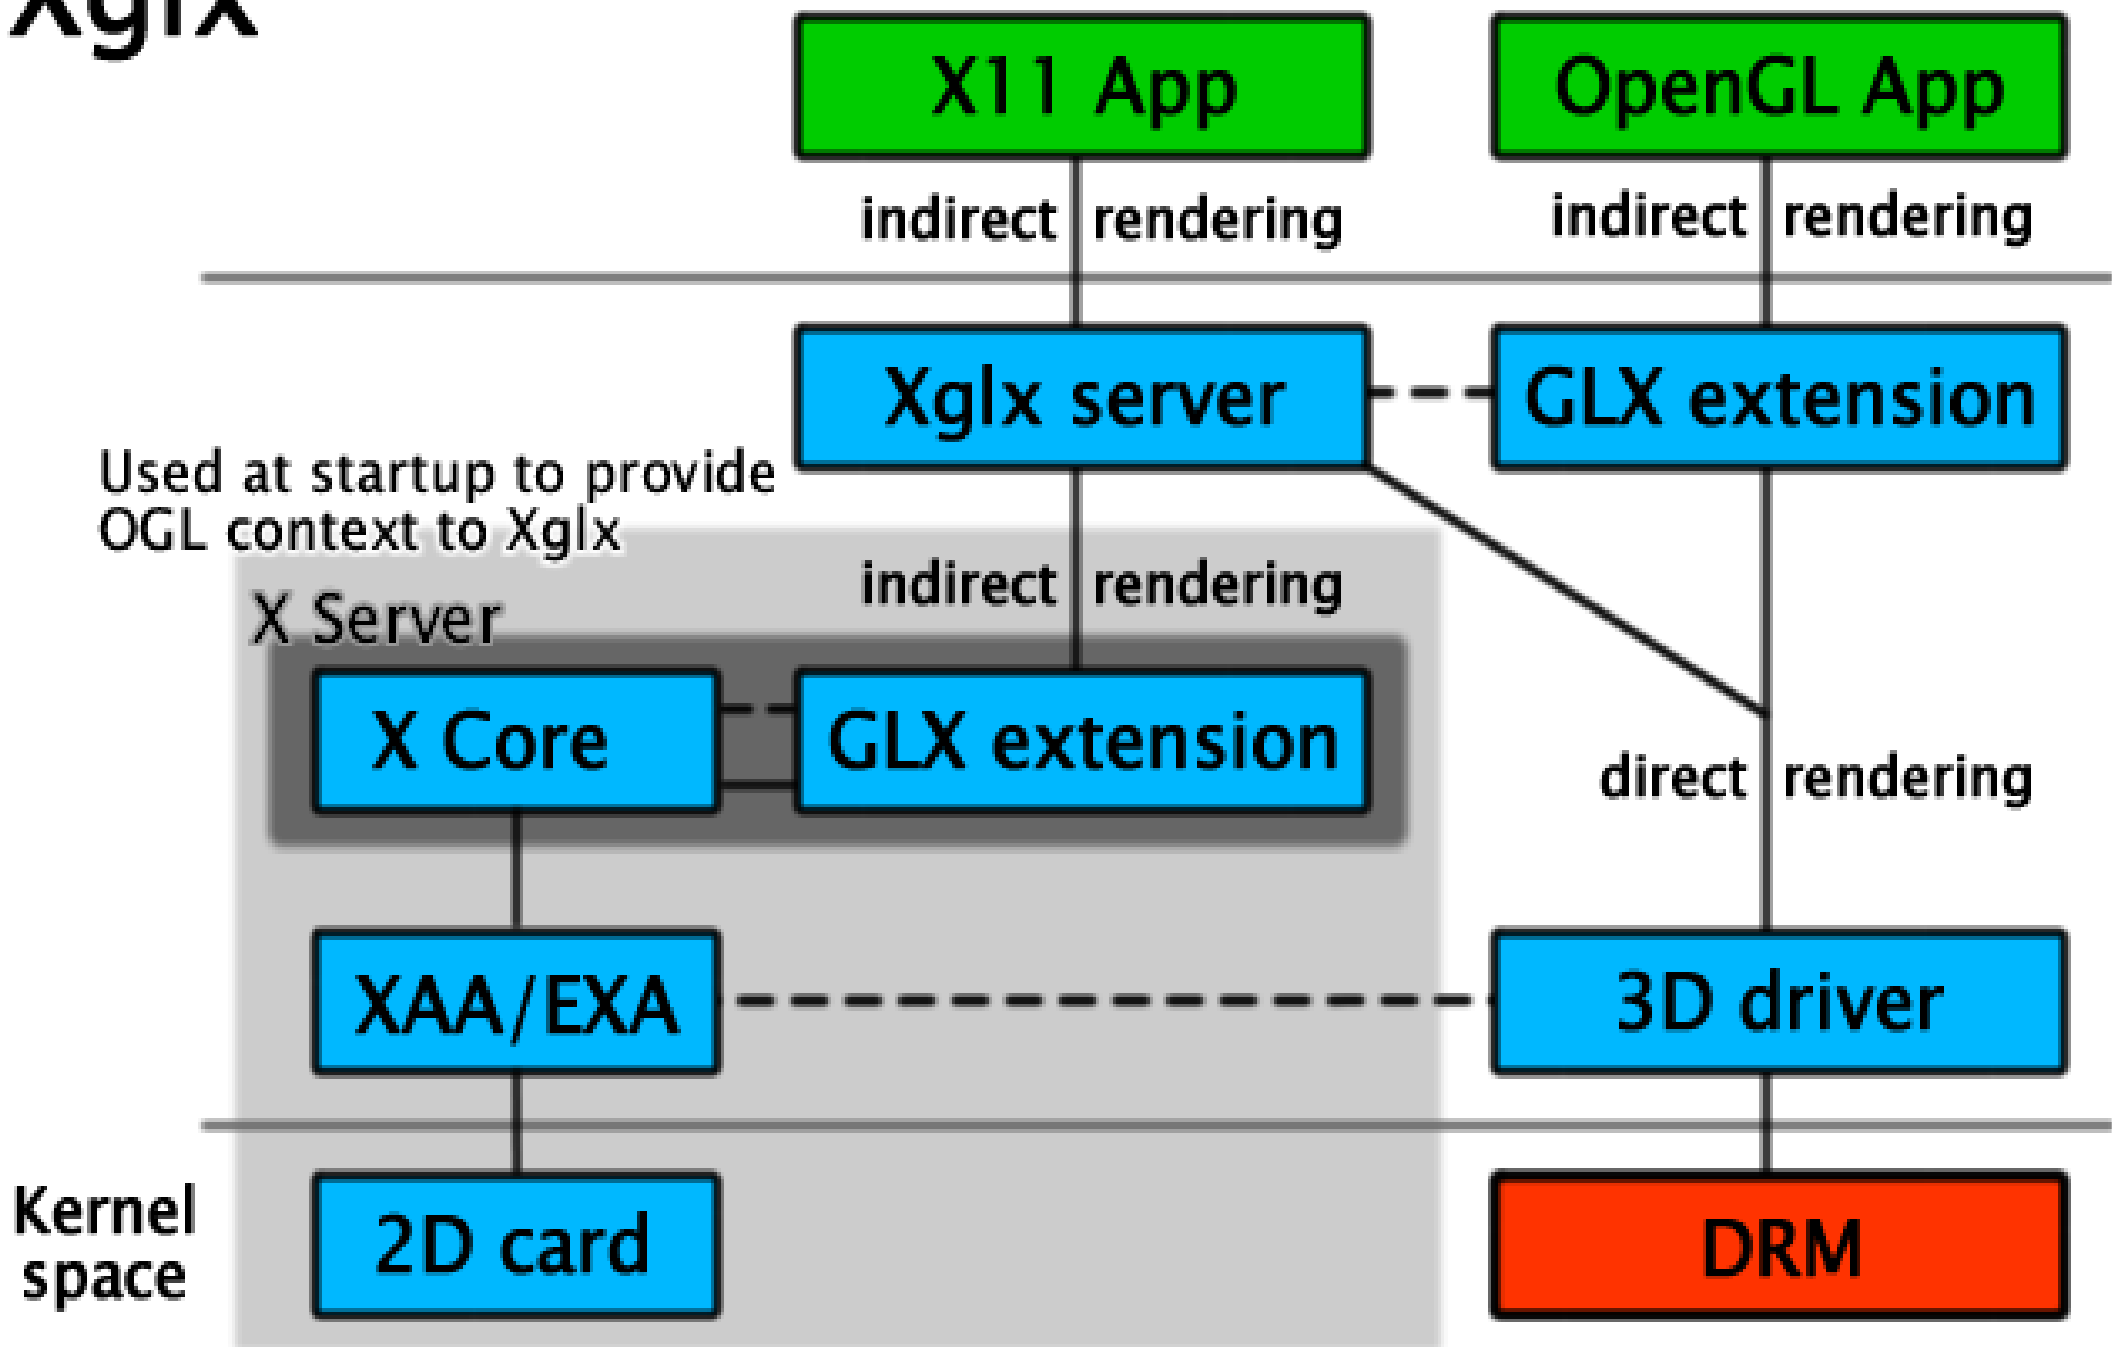 Xglx
X11 App
OpenGL App
indirect rendering
indirect rendering
Xglx server
GLX extension
Used at startup to provide
OGL context to Xglx
indirect rendering
X Server
X Core
GLX extension
direct rendering
XAA/EXA
3D driver
Kernel
space
2D card
DRM